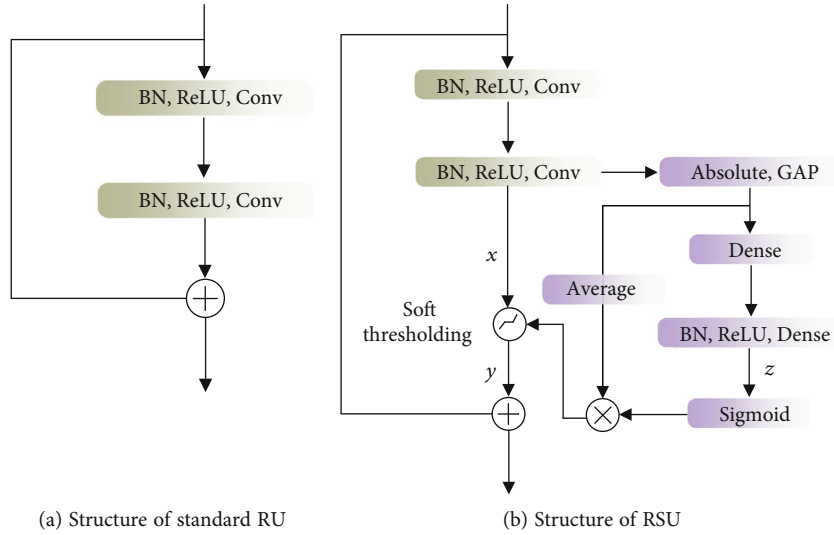 BN, ReLU, Conv
BN, ReLU, Conv
(a) Structure of standard RU
BN, ReLU, Conv
BN, ReLU, Conv
Absolute, GAP
x
Dense
Average
Soft
thresholding
BN, ReLU, Dense
y
z
Sigmoid
(b) Structure of RSU